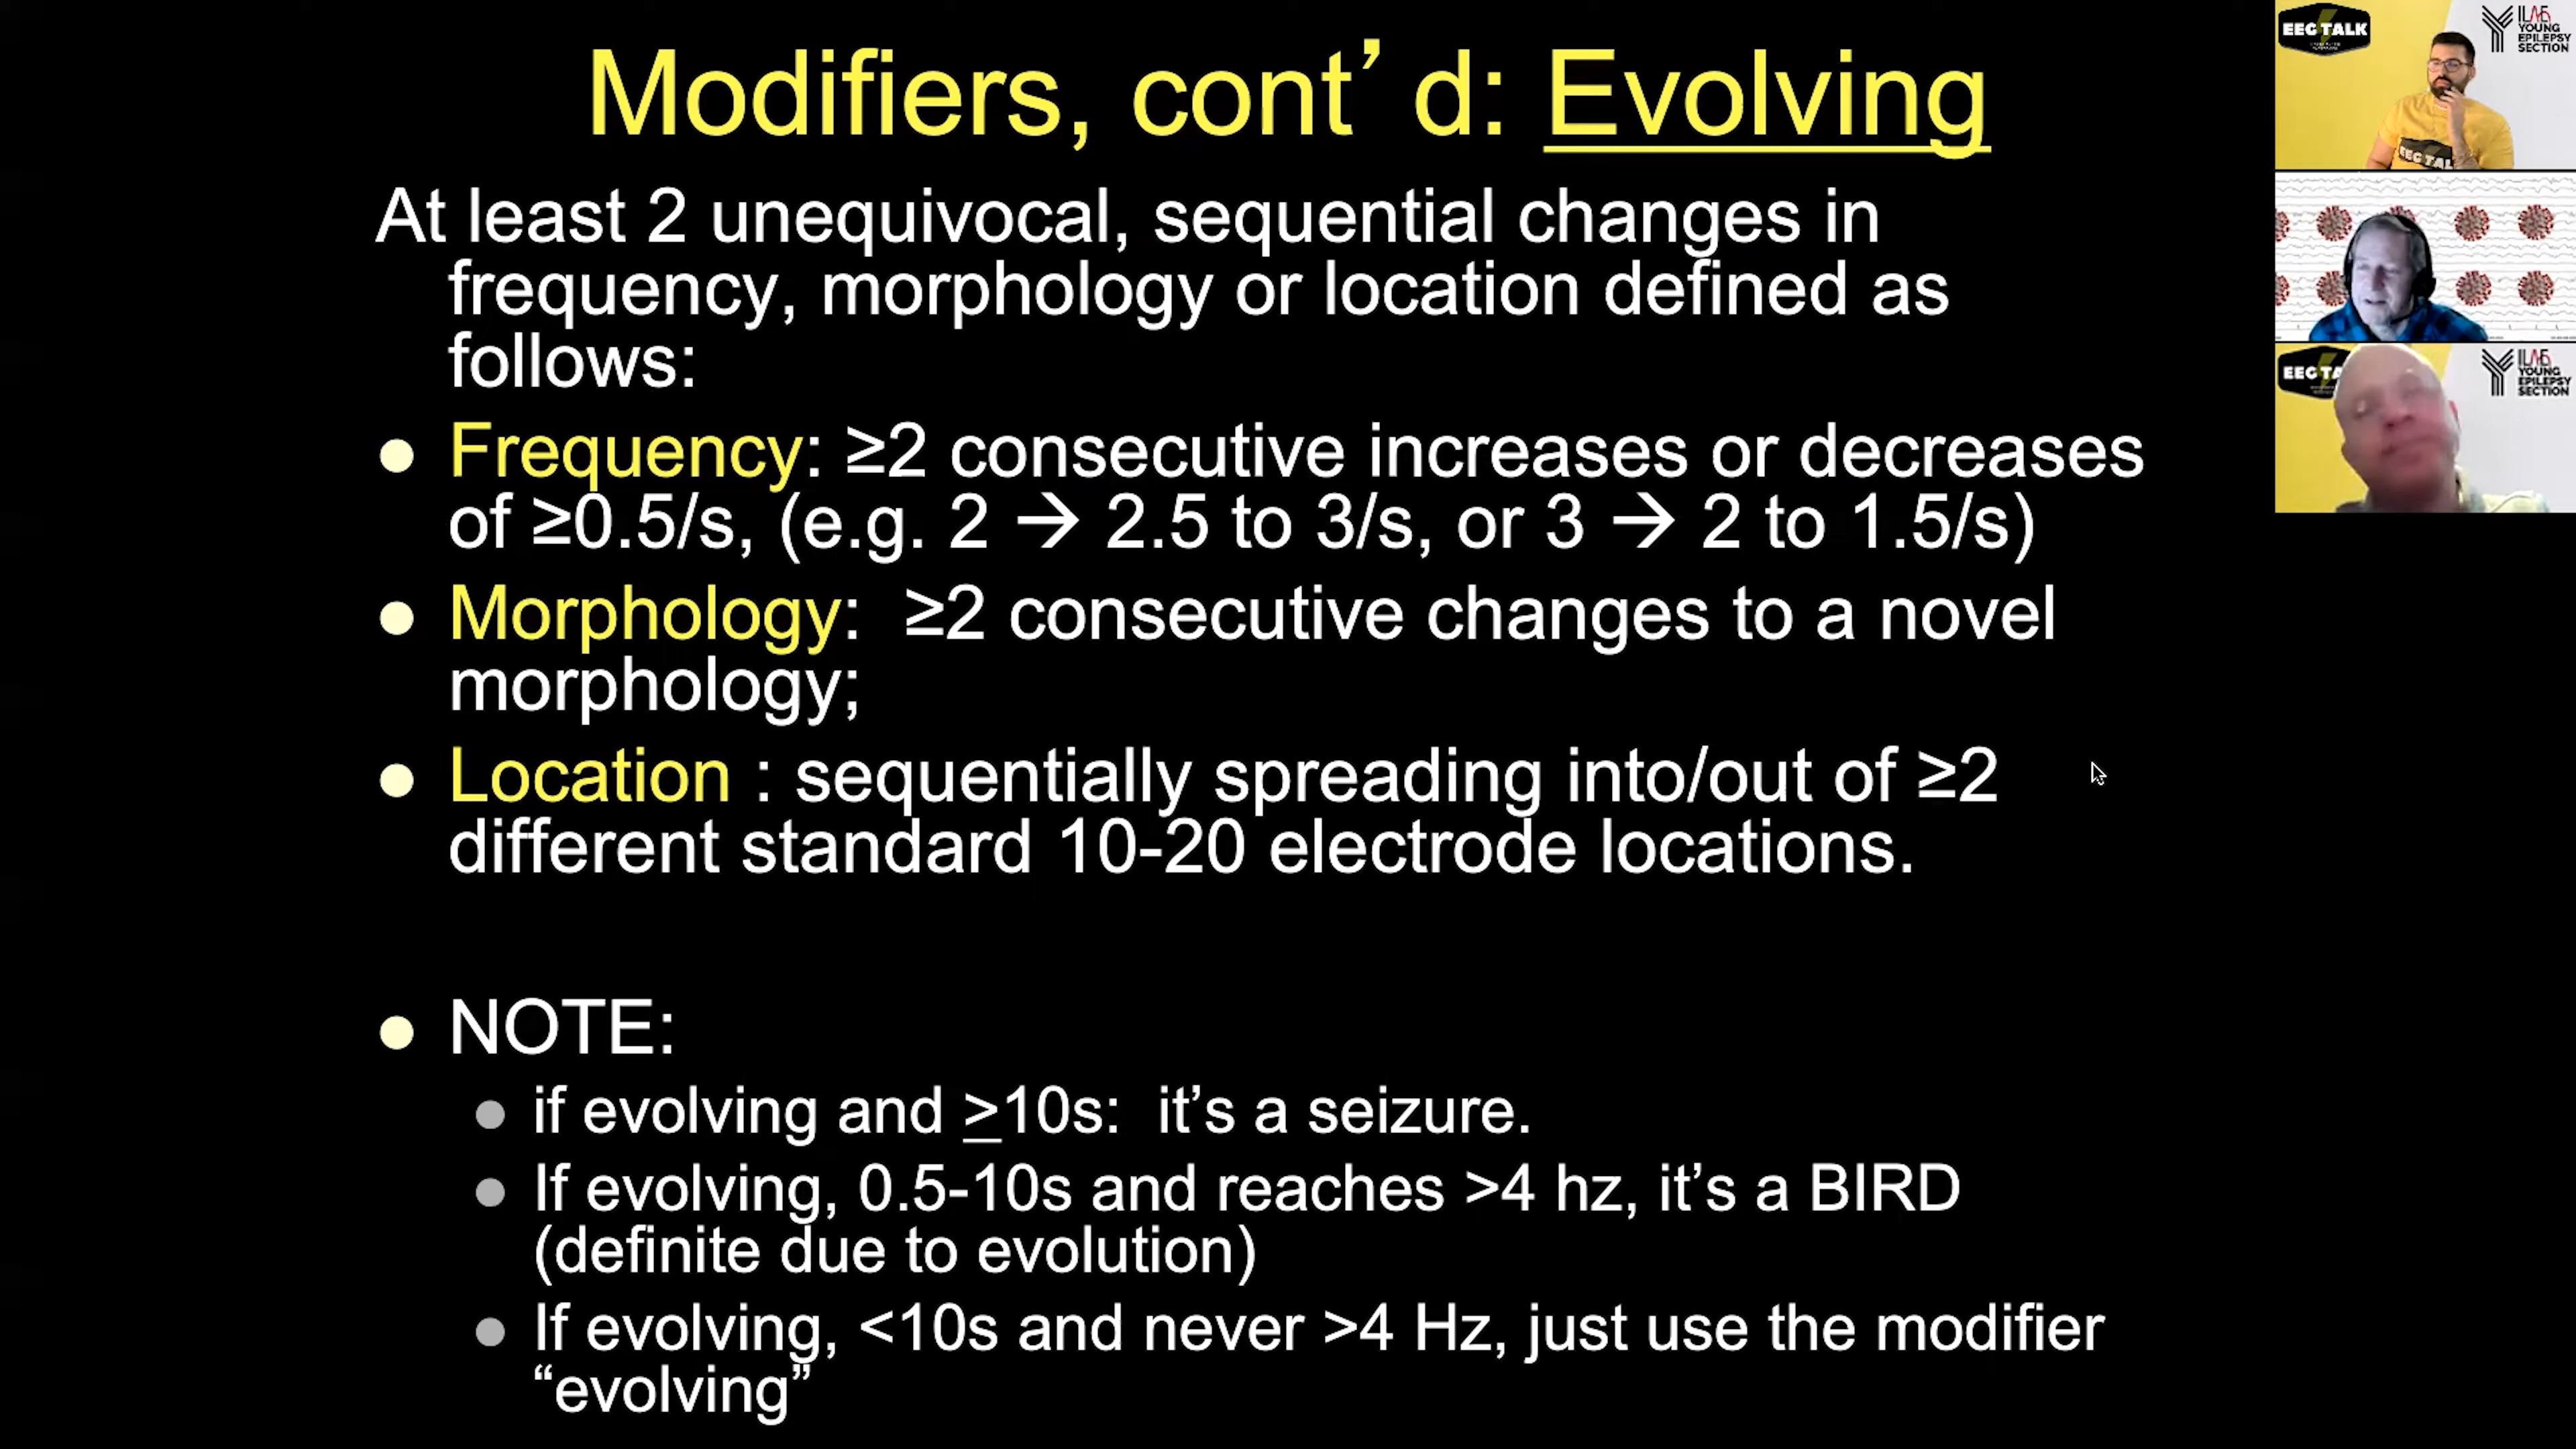 Modifiers, cont’ d: Evolving
At least 2 unequivocal, sequential changes in
frequency, morphology or location defined as
follows:
● Frequency: ≥2 consecutive increases or decreases
of ≥0.5/s, (e.g. 2 → 2.5 to 3/s, or 3 → 2 to 1.5/s)
● Morphology: ≥2 consecutive changes to a novel
morphology;
● Location : sequentially spreading into/out of ≥2
different standard 10-20 electrode locations.
● NOTE:
● if evolving and ≥10s: it’s a seizure.
● If evolving, 0.5-10s and reaches >4 hz, it’s a BIRD
(definite due to evolution)
● If evolving, <10s and never >4 Hz, just use the modifier
“evolving”
EEG TALK
ILAE
YOUNG
EPILEPSY
SECTION
EEG TAL
EEG TA
ILAE
YOUNG
EPILEPSY
SECTION